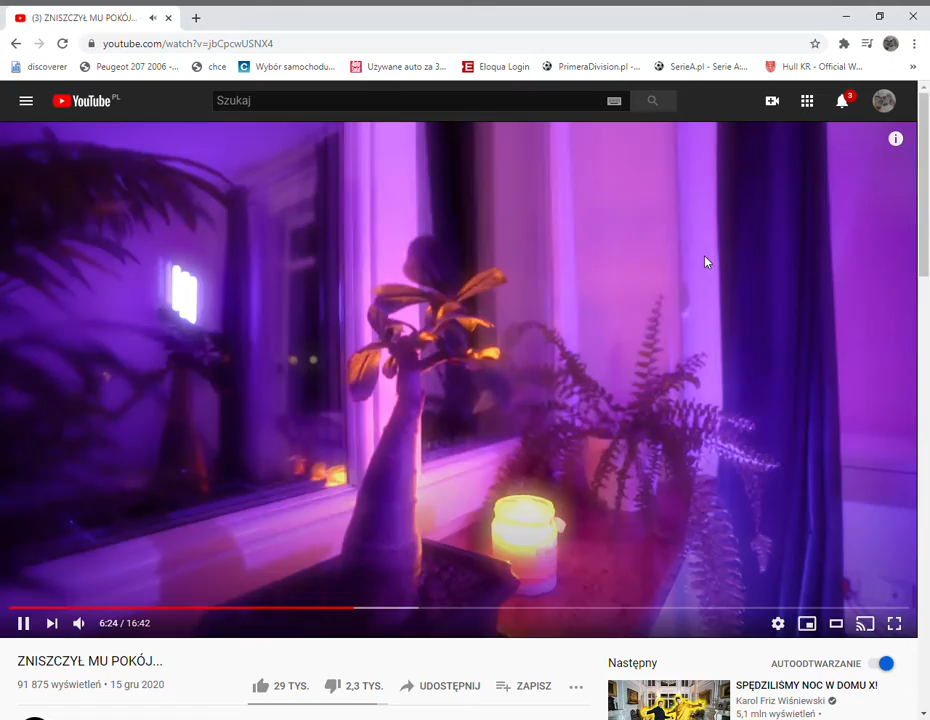 (3) ZNISZCZYŁ MU POKÓJ...
youtube.com/watch?v=jbCpcwUSNX4
discoverer
Peugeot 207 2006 -...
chce
Wybór samochodu...
Używane auto za 3...
Eloqua Login
PrimeraDivision.pl -...
SerieA.pl - Serie A:...
Hull KR - Official W...
»
YouTube PL
Szukaj
3
6:24 / 16:42
ZNISZCZYŁ MU POKÓJ...
91 875 wyświetleń • 15 gru 2020
29 TYS.
2,3 TYS.
UDOSTĘPNIJ
ZAPISZ
Następny
AUTOODTWARZANIE
SPĘDZILIŚMY NOC W DOMU X!
Karol Friz Wiśniewski
5,1 mln wyświetleń •